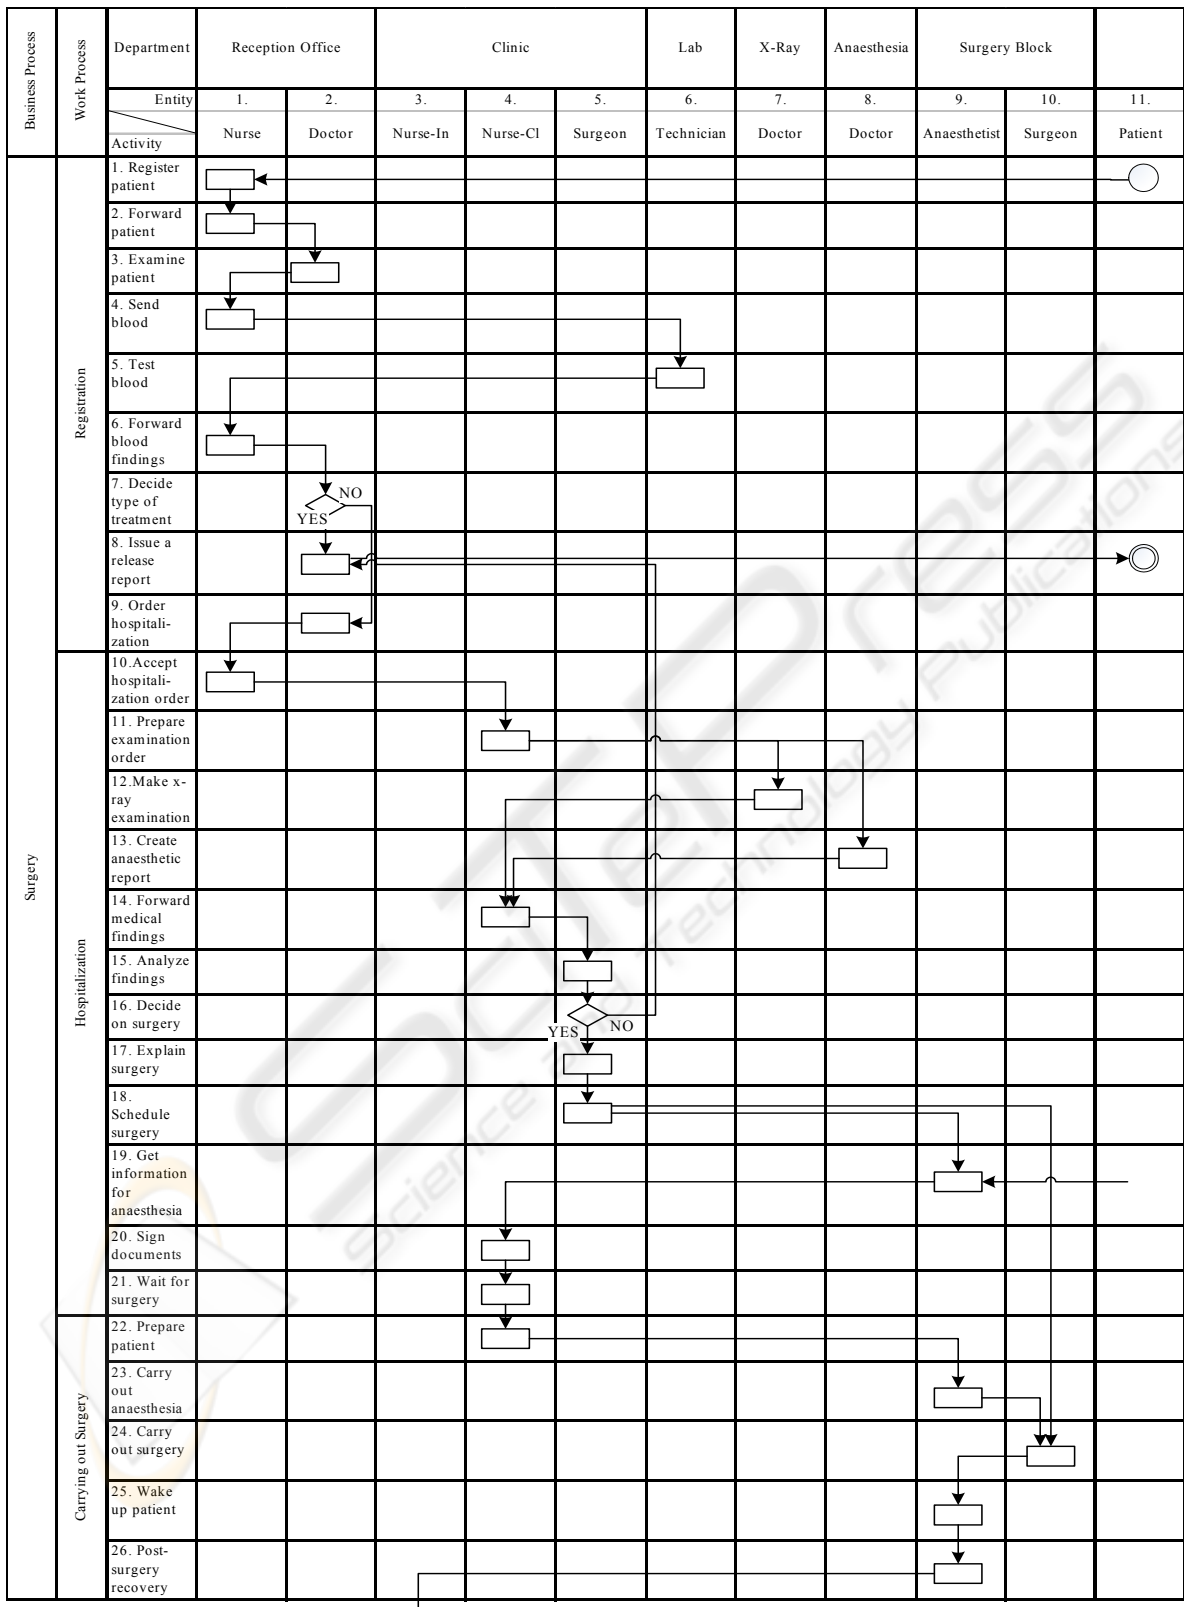 Business Process
Work Process
Department
Reception Office
Clinic
Lab
X-Ray
Anaesthesia
Surgery Block
Entity
1.
2.
3.
4.
5.
6.
7.
8.
9.
10.
11.
Activity
Nurse
Doctor
Nurse-In
Nurse-Cl
Surgeon
Technician
Doctor
Doctor
Anaesthetist
Surgeon
Patient
Surgery
Registration
1. Register
patient
2. Forward
patient
3. Examine
patient
4. Send
blood
5. Test
blood
6. Forward
blood
findings
7. Decide
type of
treatment
NO
YES
8. Issue a
release
report
9. Order
hospitali-
zation
Hospitalization
10.Accept
hospitali-
zation order
11. Prepare
examination
order
12.Make x-
ray
examination
13. Create
anaesthetic
report
14. Forward
medical
findings
15. Analyze
findings
16. Decide
on surgery
YES
NO
17. Explain
surgery
18.
Schedule
surgery
19. Get
information
for
anaesthesia
20. Sign
documents
21. Wait for
surgery
Carrying out Surgery
22. Prepare
patient
23. Carry
out
anaesthesia
24. Carry
out surgery
25. Wake
up patient
26. Post-
surgery
recovery
SciTePress
Science and Technology Publications